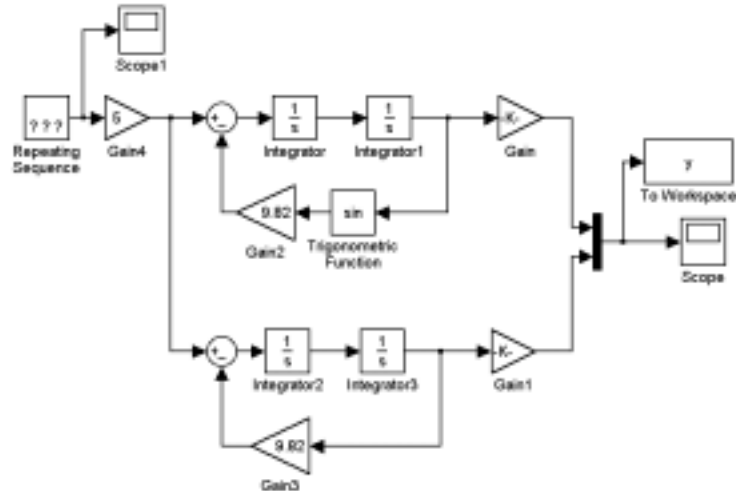 Scope1
? ? ?
Repeating
Sequence
5
Gain4
+
-
1
s
Integrator
1
s
Integrator1
-K-
Gain
9.82
Gain2
sin
Trigonometric
Function
y
To Workspace
Scope
+
-
1
s
Integrator2
1
s
Integrator3
-K-
Gain1
9.82
Gain3